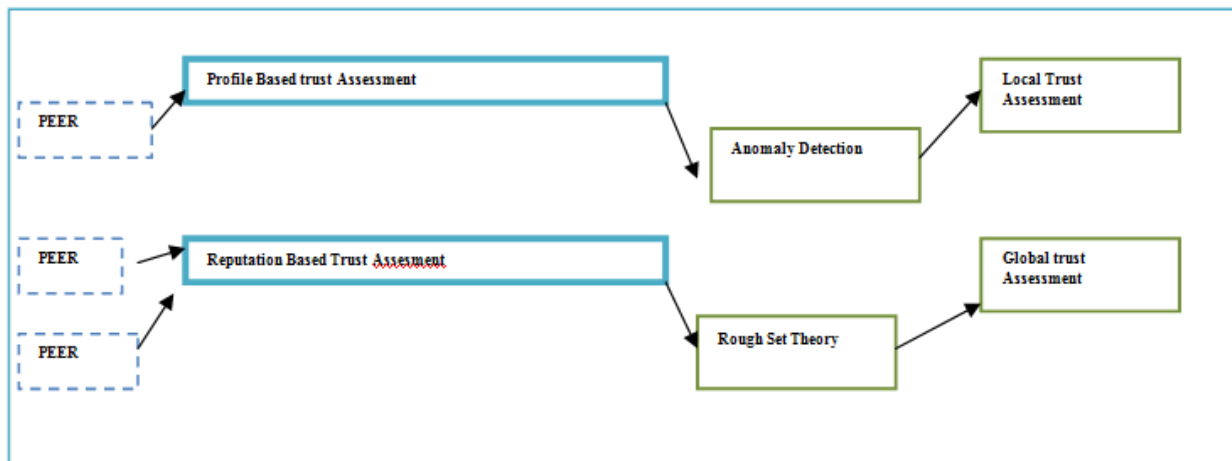 Profile Based trust Assessment
Local Trust
Assessment
PEER
Anomaly Detection
PEER
Reputation Based Trust Assesment
Global trust
Assessment
PEER
Rough Set Theory